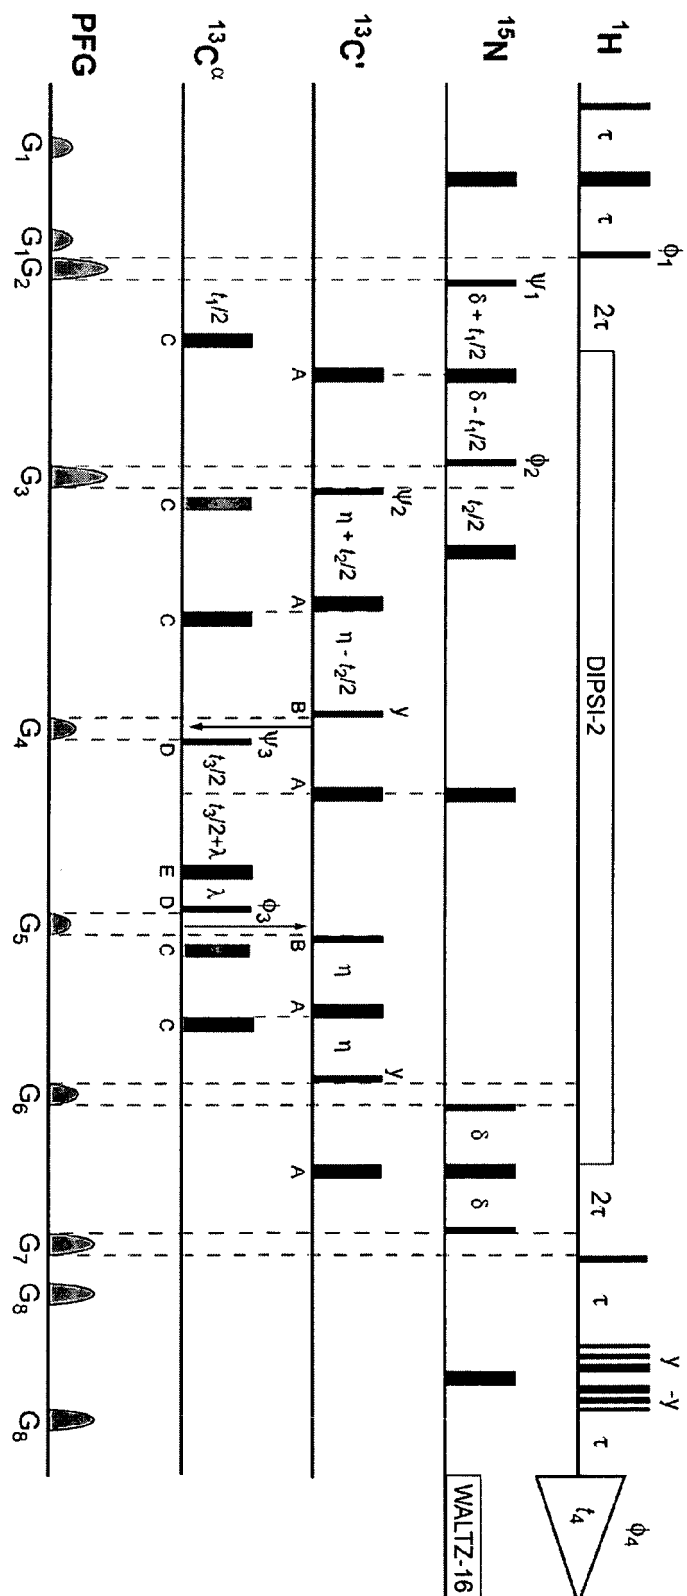 ϕ₁ y -y ϕ₄
¹H τ τ 2τ DIPSI-2 2τ τ τ t₄
ψ₁ ϕ₂
¹⁵N δ + t₁/2 δ - t₁/2 t₂/2 δ δ WALTZ-16
ψ₂ y y
¹³C' η + t₂/2 η - t₂/2 η η
A A B A B A A
ψ₃ ϕ₃
¹³Cᵅ t₁/2 t₃/2 t₃/2+λ λ
C C C D E D C C
PFG
G₁ G₁ G₂ G₃ G₄ G₅ G₆ G₇ G₈ G₈